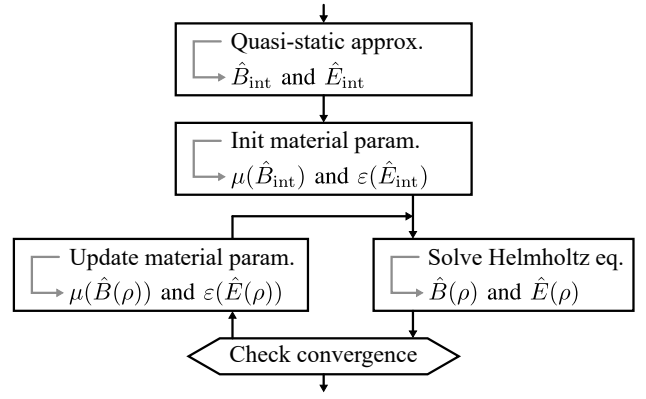 Quasi-static approx.
B̂_int and Ê_int
Init material param.
μ(B̂_int) and ε(Ê_int)
Update material param.
μ(B̂(ρ)) and ε(Ê(ρ))
Solve Helmholtz eq.
B̂(ρ) and Ê(ρ)
Check convergence